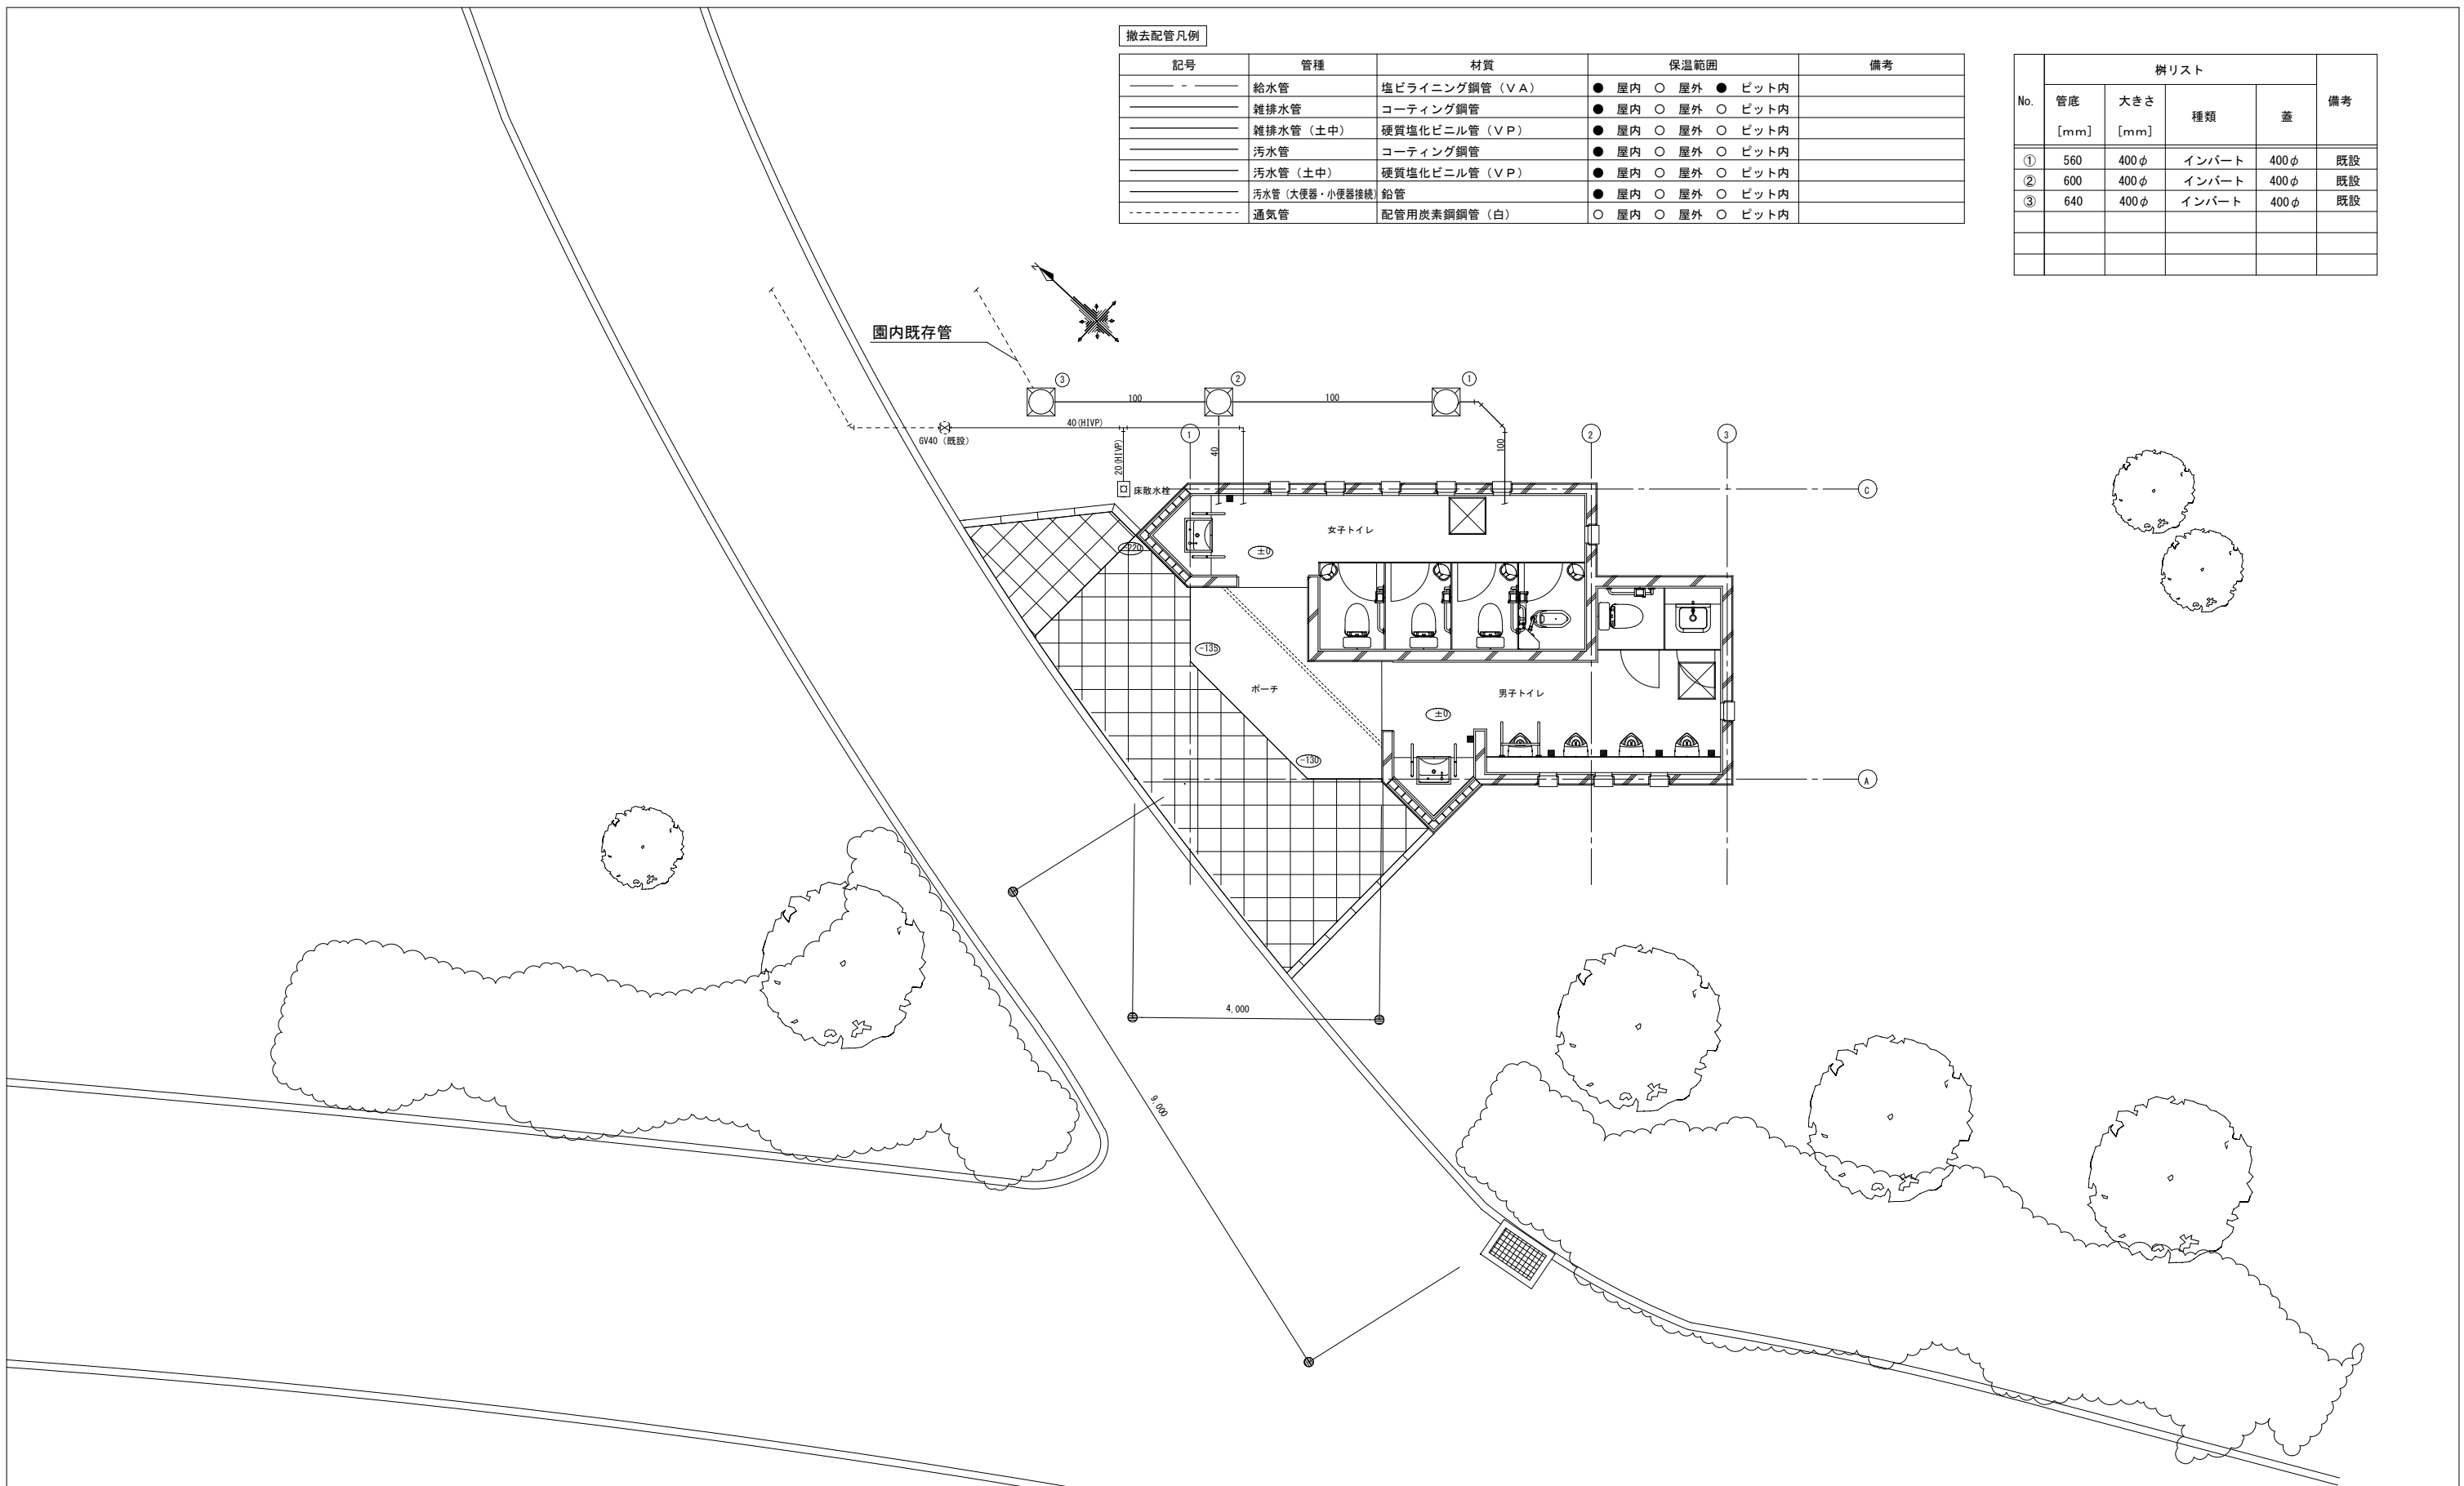 撤去配管凡例
記号 管種 材質 保温範囲 備考
給水管 塩ビライニング鋼管（ＶＡ） ● 屋内 ○ 屋外 ● ピット内
雑排水管 コーティング鋼管 ● 屋内 ○ 屋外 ○ ピット内
雑排水管（土中） 硬質塩化ビニル管（ＶＰ） ● 屋内 ○ 屋外 ○ ピット内
汚水管 コーティング鋼管 ● 屋内 ○ 屋外 ○ ピット内
汚水管（土中） 硬質塩化ビニル管（ＶＰ） ● 屋内 ○ 屋外 ○ ピット内
汚水管（大便器・小便器接続） 鉛管 ● 屋内 ○ 屋外 ○ ピット内
通気管 配管用炭素鋼鋼管（白） ○ 屋内 ○ 屋外 ○ ピット内
桝リスト
No. 管底 [mm] 大きさ [mm] 種類 蓋 備考
① 560 400φ インバート 400φ 既設
② 600 400φ インバート 400φ 既設
③ 640 400φ インバート 400φ 既設
N
園内既存管
③ ② ①
100 100
40(HIVP)
GV40（既設）
20(HIVP)
40
100
1 2 3
床散水栓
C
女子トイレ
-220
±0
-135
ポーチ
男子トイレ
±0
-130
A
4,000
9,000